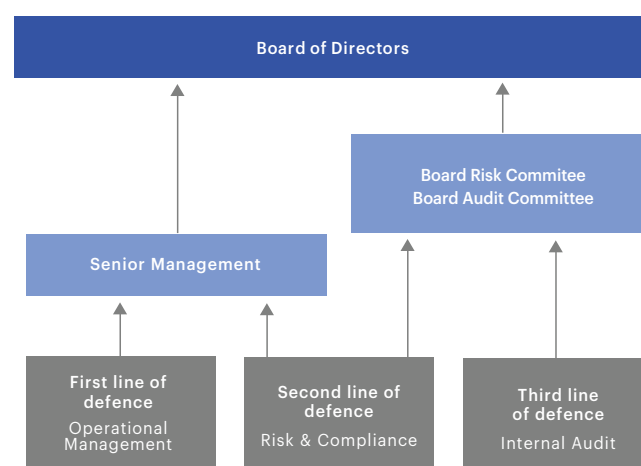 Board of Directors
Board Risk Commitee
Board Audit Committee
Senior Management
First line of
defence
Operational
Management
Second line of
defence
Risk & Compliance
Third line
of defence
Internal Audit